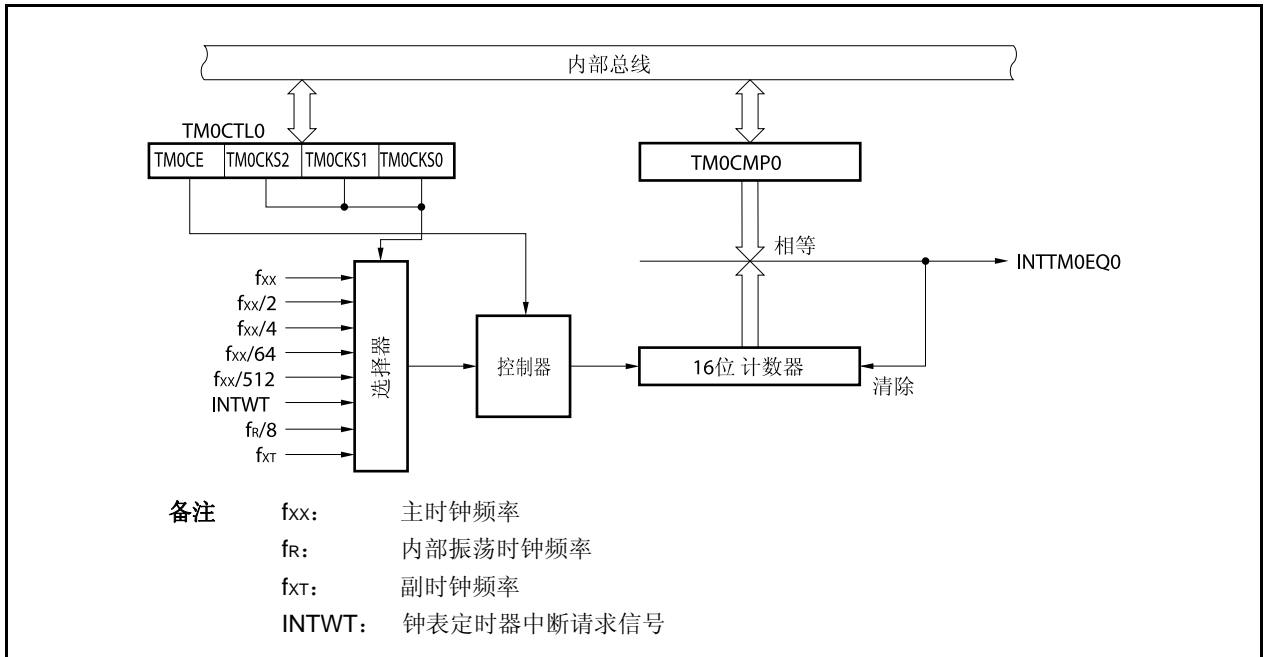 内部总线
TM0CTL0
TM0CE TM0CKS2 TM0CKS1 TM0CKS0
TM0CMP0
相等
INTTM0EQ0
fXX
fXX/2
fXX/4
fXX/64
fXX/512
INTWT
fR/8
fXT
选择器
控制器
16位 计数器
清除
备注 fXX： 主时钟频率
fR： 内部振荡时钟频率
fXT： 副时钟频率
INTWT： 钟表定时器中断请求信号